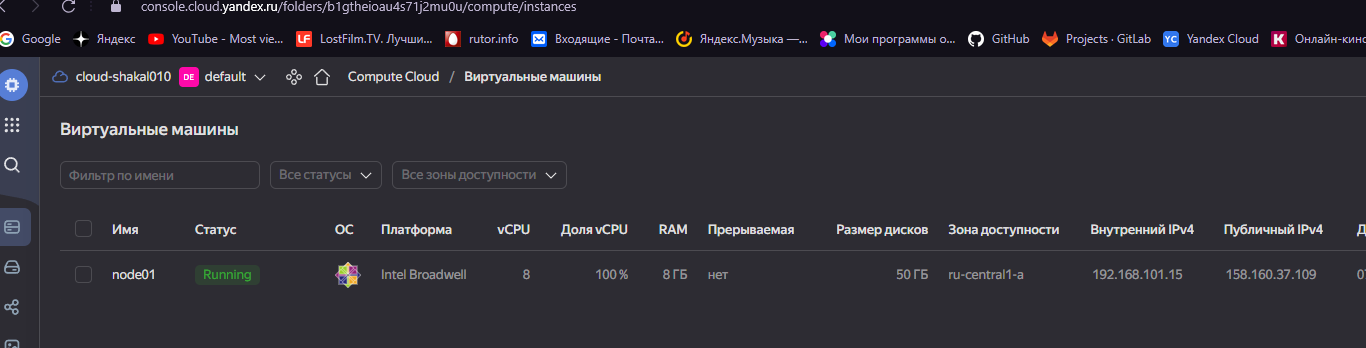 console.cloud.yandex.ru/folders/b1gtheioau4s71j2mu0u/compute/instances
Google Яндекс YouTube - Most vie... LF LostFilm.TV. Лучши... rutor.info Входящие - Почта... Яндекс.Музыка —... Мои программы о... GitHub Projects · GitLab YC Yandex Cloud K Онлайн-кино
cloud-shakal010 DE default Compute Cloud / Виртуальные машины
Виртуальные машины
Фильтр по имени Все статусы Все зоны доступности
Имя Статус ОС Платформа vCPU Доля vCPU RAM Прерываемая Размер дисков Зона доступности Внутренний IPv4 Публичный IPv4
node01 Running Intel Broadwell 8 100 % 8 ГБ нет 50 ГБ ru-central1-a 192.168.101.15 158.160.37.109